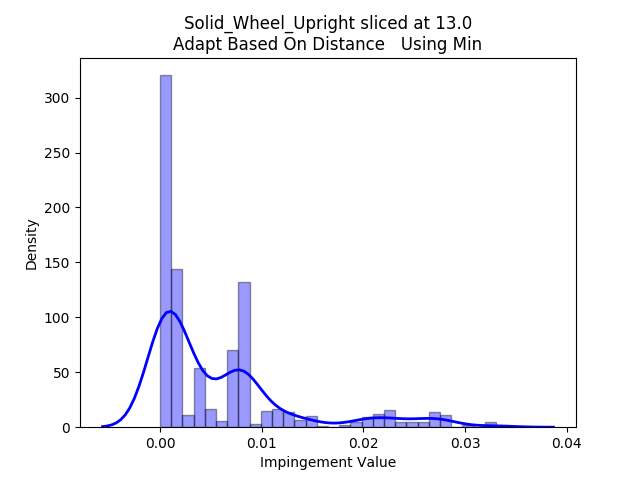 Solid_Wheel_Upright sliced at 13.0
Adapt Based On Distance   Using Min
300
250
200
150
100
50
0
Density
0.00 0.01 0.02 0.03 0.04
Impingement Value